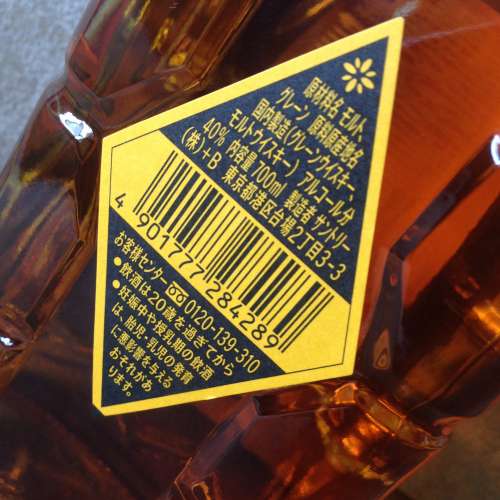 原材料名 モルト、
グレーン 原料原産地名
国内製造(グレーンウイスキー、
モルトウイスキー) アルコール分
40% 内容量700ml 製造者 サントリー
(株)+B 東京都港区台場2丁目3-3
4 901777 284289
お客様センター 0120-139-310
•飲酒は20歳を過ぎてから
•妊娠中や授乳期の飲酒
は、胎児・乳児の発育
に悪影響を与える
おそれがあ
ります。